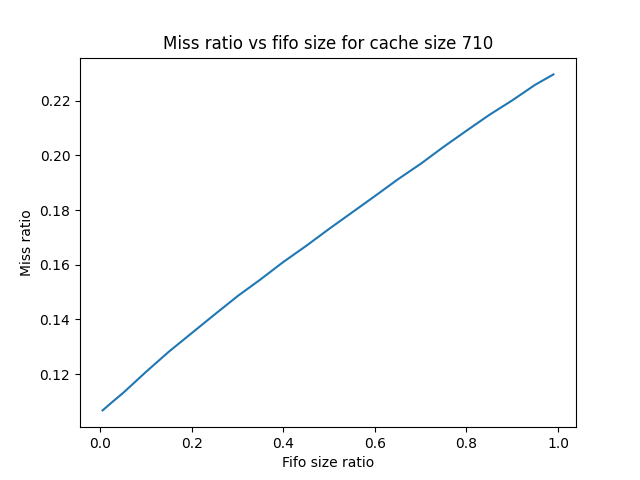 Miss ratio vs fifo size for cache size 710
0.22
0.20
0.18
0.16
0.14
0.12
Miss ratio
0.0 0.2 0.4 0.6 0.8 1.0
Fifo size ratio